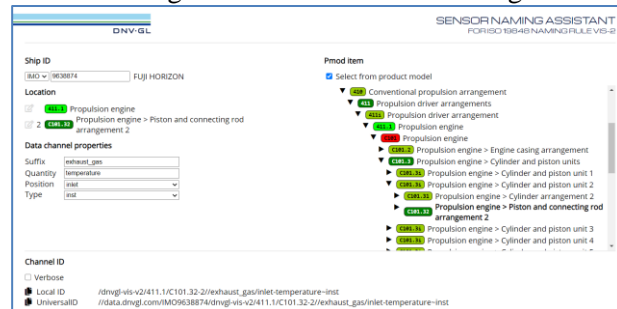 DNV·GL
SENSOR NAMING ASSISTANT
FOR ISO 19848 NAMING RULE VIS-2
Ship ID
IMO 9638874 FUJI HORIZON
Location
411.1 Propulsion engine
2 C101.32 Propulsion engine > Piston and connecting rod
arrangement 2
Data channel properties
Suffix exhaust_gas
Quantity temperature
Position inlet
Type inst
Pmod item
Select from product model
410 Conventional propulsion arrangement
411 Propulsion driver arrangements
411i Propulsion driver arrangement
411.1 Propulsion engine
C101 Propulsion engine
C101.2 Propulsion engine > Engine casing arrangement
C101.3 Propulsion engine > Cylinder and piston units
C101.3i Propulsion engine > Cylinder and piston unit 1
C101.3i Propulsion engine > Cylinder and piston unit 2
C101.31 Propulsion engine > Cylinder arrangement 2
C101.32 Propulsion engine > Piston and connecting rod
arrangement 2
C101.3i Propulsion engine > Cylinder and piston unit 3
C101.3i Propulsion engine > Cylinder and piston unit 4
Channel ID
Verbose
Local ID /dnvgl-vis-v2/411.1/C101.32-2//exhaust_gas/inlet-temperature~inst
UniversalID //data.dnvgl.com/IMO9638874/dnvgl-vis-v2/411.1/C101.32-2//exhaust_gas/inlet-temperature~inst